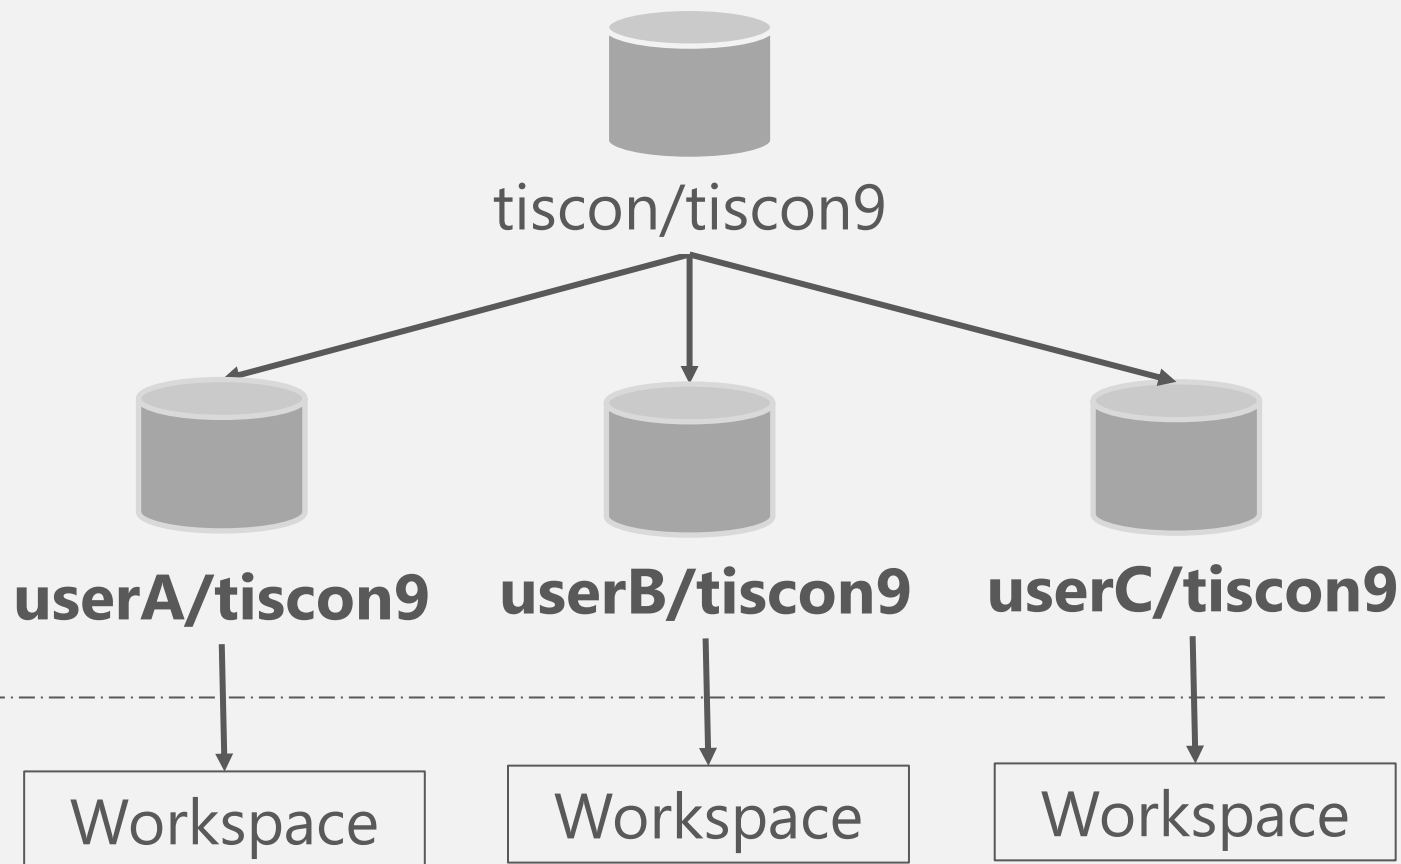 tiscon/tiscon9
userA/tiscon9
userB/tiscon9
userC/tiscon9
Workspace
Workspace
Workspace